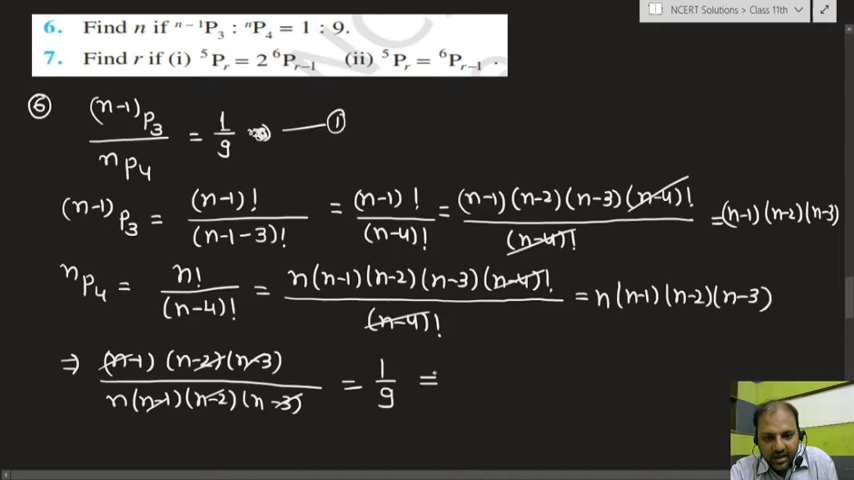 NCERT Solutions > Class 11th
6. Find n if ⁿ⁻¹P₃ : ⁿP₄ = 1 : 9.
7. Find r if (i) ⁵Pᵣ = 2 ⁶Pᵣ₋₁ (ii) ⁵Pᵣ = ⁶Pᵣ₋₁ .
⑥ (n-1)P₃ / nP₄ = 1/9 — ①
(n-1)P₃ = (n-1)! / (n-1-3)! = (n-1)! / (n-4)! = (n-1)(n-2)(n-3)(n-4)! / (n-4)! = (n-1)(n-2)(n-3)
nP₄ = n! / (n-4)! = n(n-1)(n-2)(n-3)(n-4)! / (n-4)! = n(n-1)(n-2)(n-3)
⇒ (n-1)(n-2)(n-3) / n(n-1)(n-2)(n-3) = 1/9 =